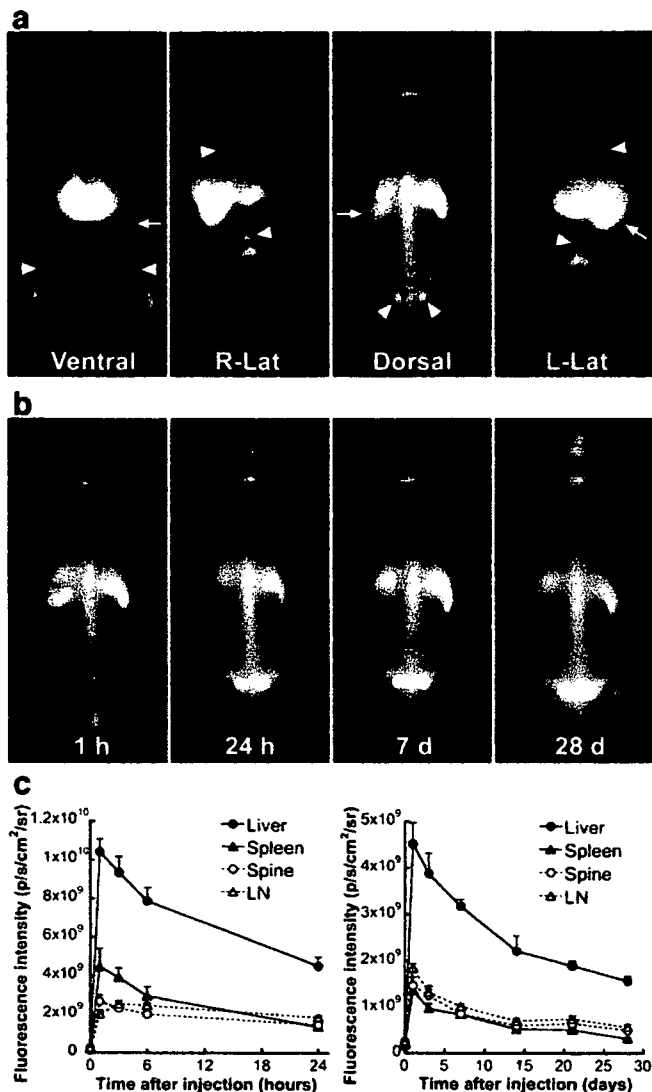 a
Ventral
R-Lat
Dorsal
L-Lat
b
1 h
24 h
7 d
28 d
c
Fluorescence intensity (p/s/cm²/sr)
1.2x10¹⁰
1x10¹⁰
8x10⁹
6x10⁹
4x10⁹
2x10⁹
0
Liver
Spleen
Spine
LN
0
6
12
18
24
Time after injection (hours)
Fluorescence intensity (p/s/cm²/sr)
5x10⁹
4x10⁹
3x10⁹
2x10⁹
1x10⁹
0
Liver
Spleen
Spine
LN
0
5
10
15
20
25
30
Time after injection (days)